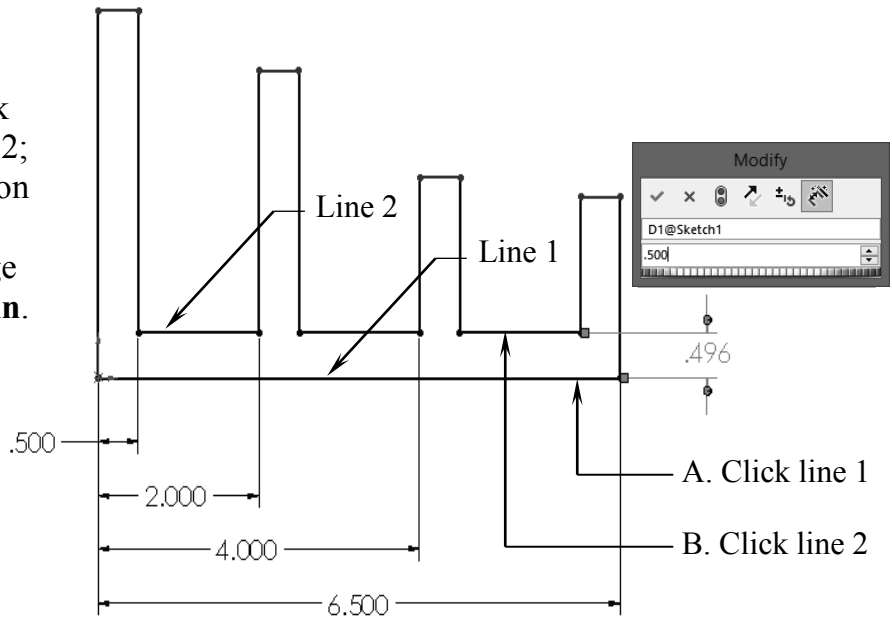 k
2;
on
ge
n.
Line 2
Line 1
Modify
D1@Sketch1
.500
.496
.500
2.000
4.000
6.500
A. Click line 1
B. Click line 2